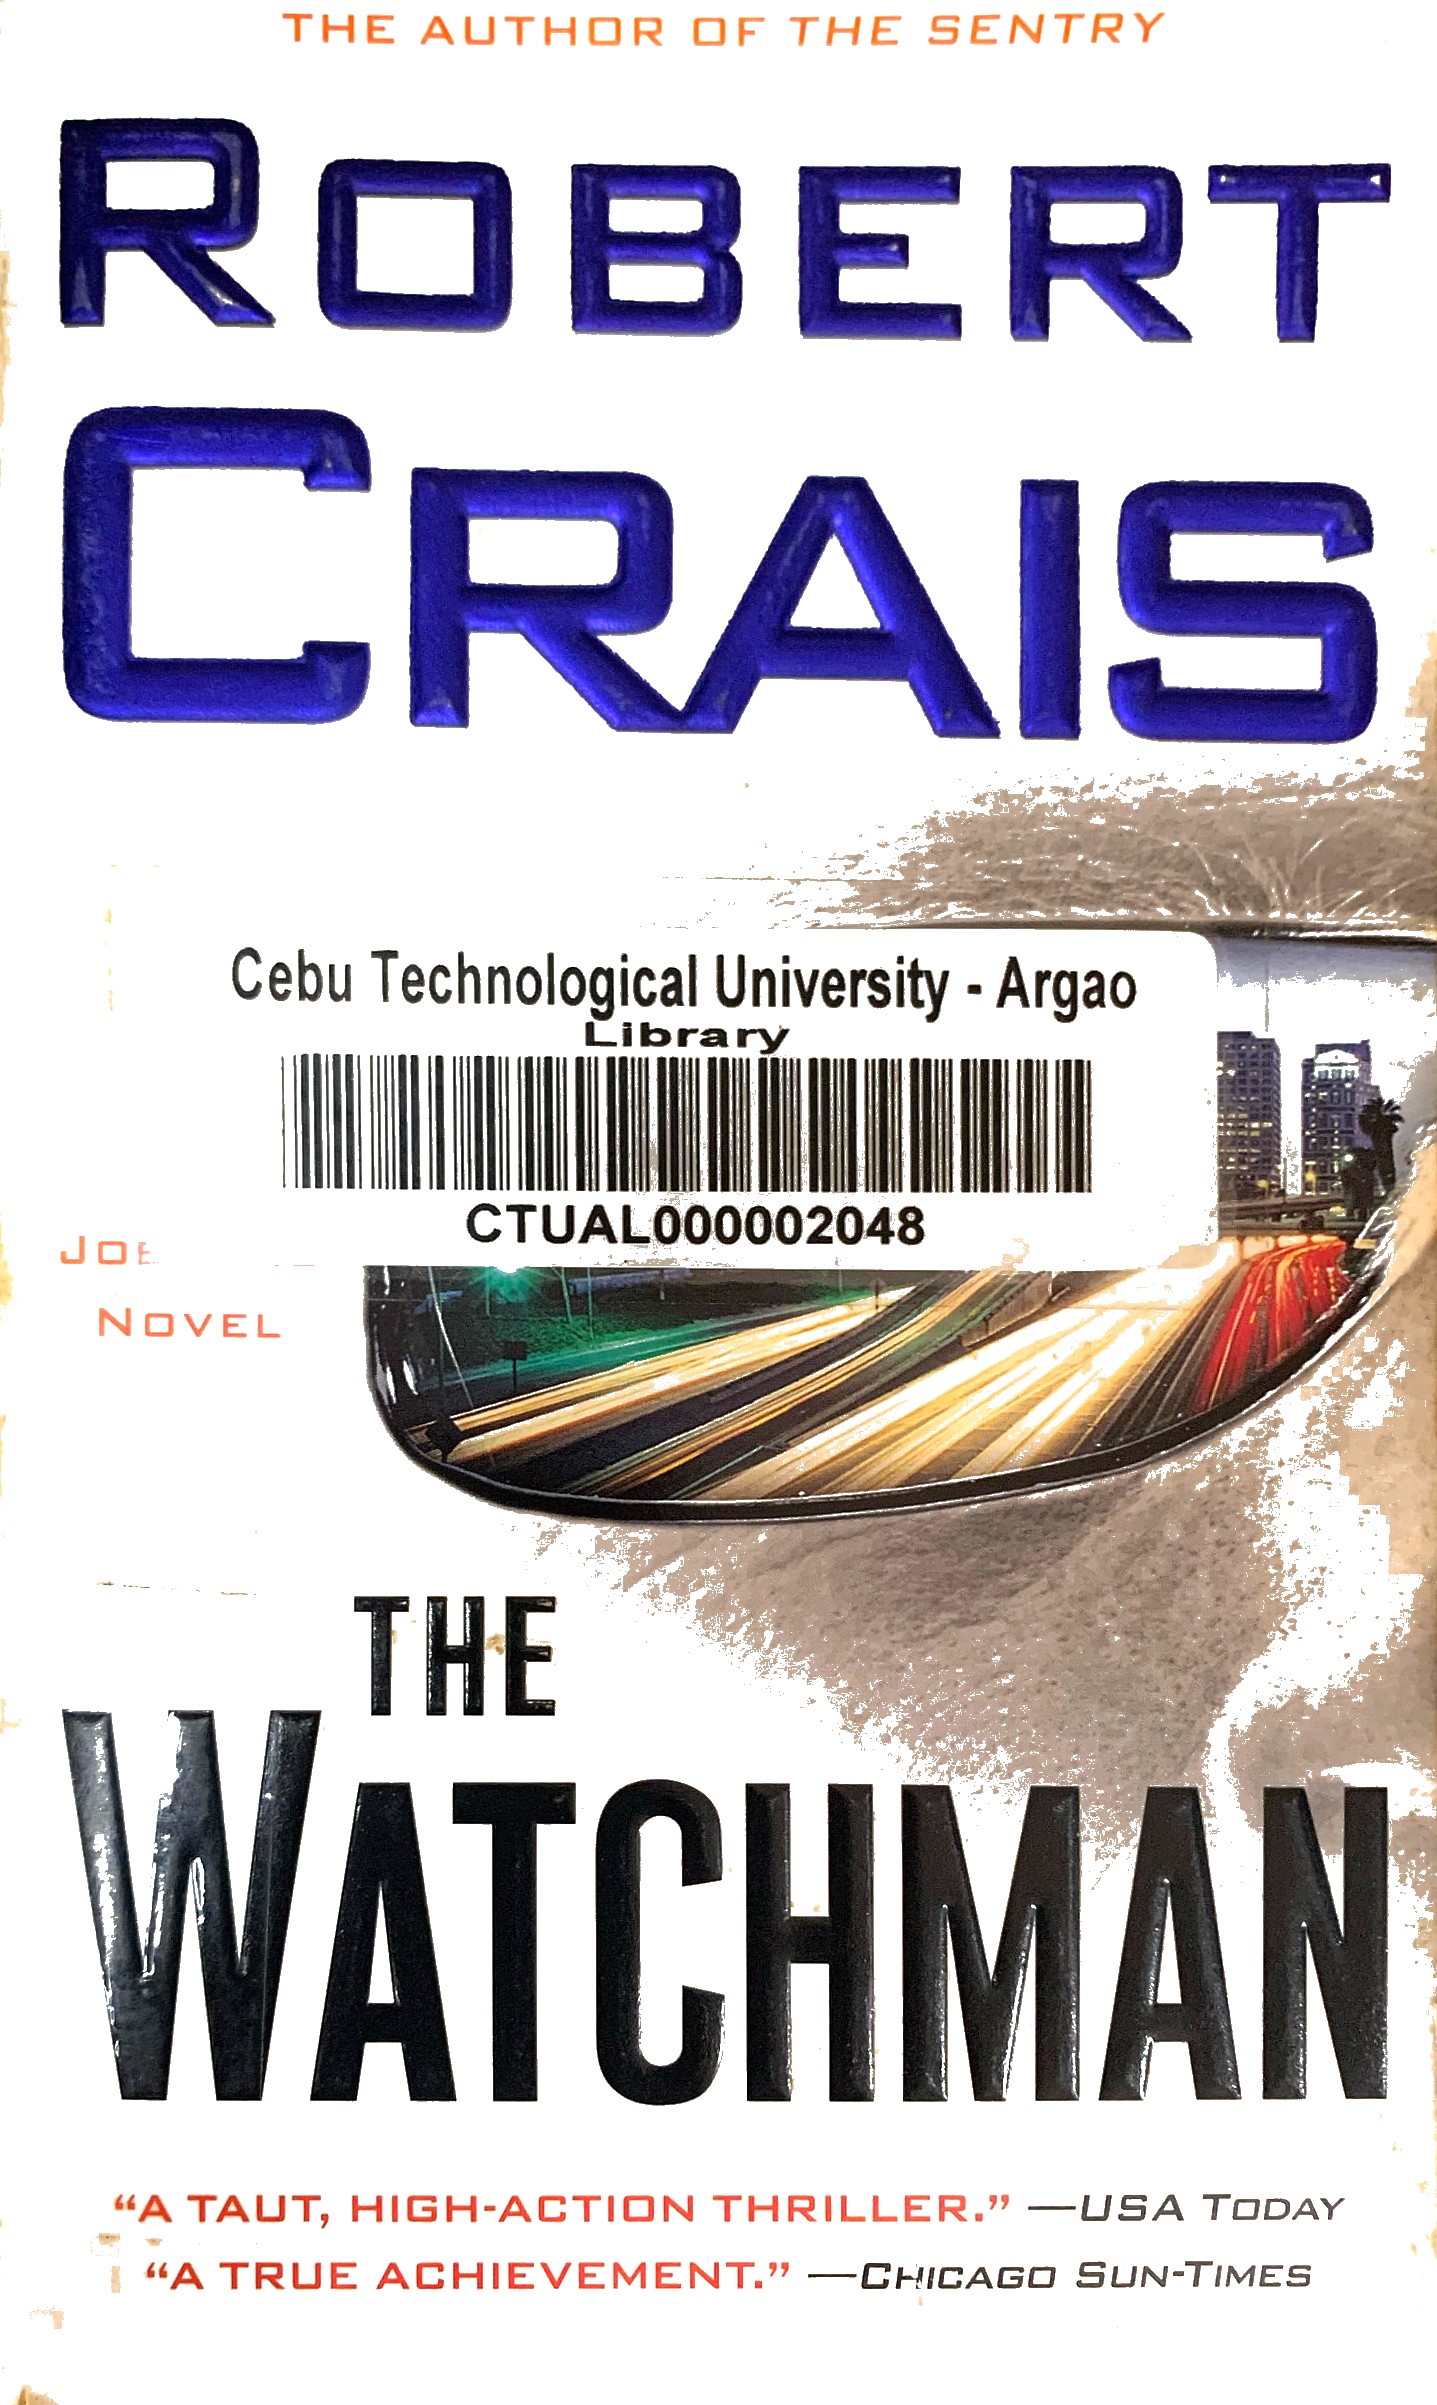 THE AUTHOR OF THE SENTRY
ROBERT
CRAIS
Cebu Technological University - Argao
Library
CTUAL000002048
JOE
NOVEL
THE
WATCHMAN
“A TAUT, HIGH-ACTION THRILLER.” —USA TODAY
“A TRUE ACHIEVEMENT.” —CHICAGO SUN-TIMES